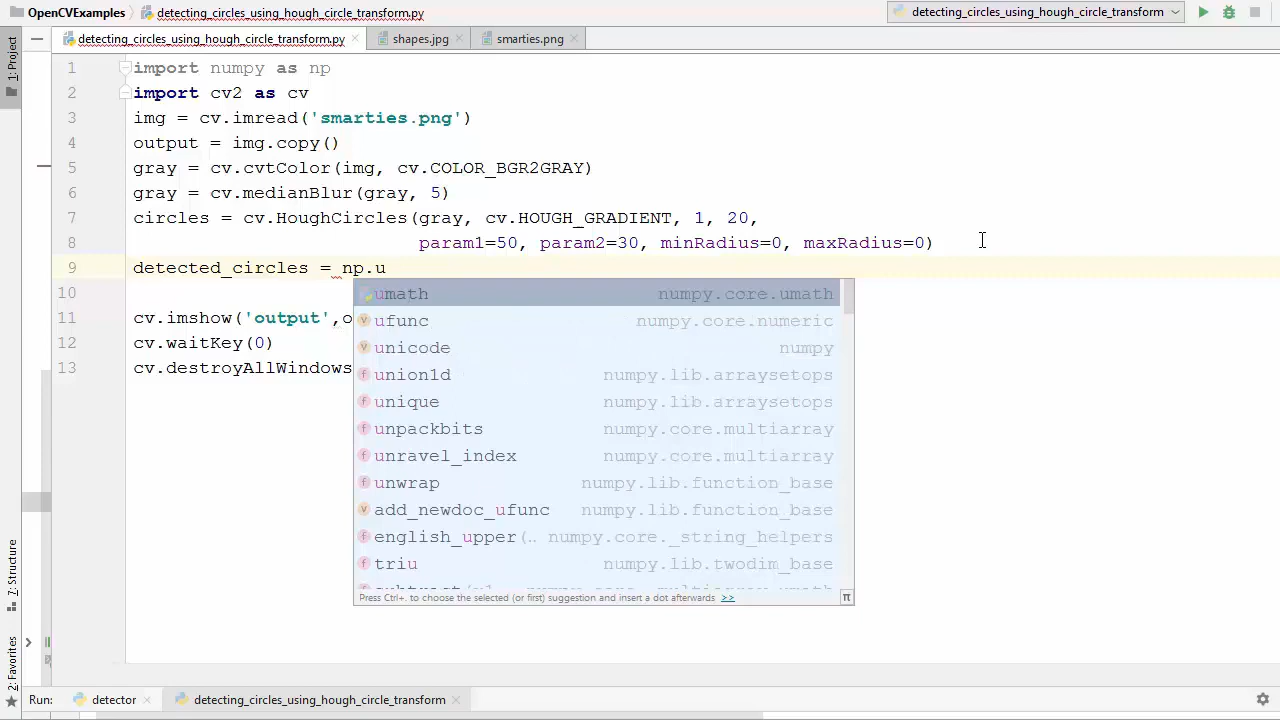 OpenCVExamples detecting_circles_using_hough_circle_transform.py detecting_circles_using_hough_circle_transform
detecting_circles_using_hough_circle_transform.py shapes.jpg smarties.png
1: Project
1 import numpy as np
2 import cv2 as cv
3 img = cv.imread('smarties.png')
4 output = img.copy()
5 gray = cv.cvtColor(img, cv.COLOR_BGR2GRAY)
6 gray = cv.medianBlur(gray, 5)
7 circles = cv.HoughCircles(gray, cv.HOUGH_GRADIENT, 1, 20,
8 param1=50, param2=30, minRadius=0, maxRadius=0)
9 detected_circles = np.u
10
11 cv.imshow('output',o
12 cv.waitKey(0)
13 cv.destroyAllWindows
umath numpy.core.umath
ufunc numpy.core.numeric
unicode numpy
union1d numpy.lib.arraysetops
unique numpy.lib.arraysetops
unpackbits numpy.core.multiarray
unravel_index numpy.core.multiarray
unwrap numpy.lib.function_base
add_newdoc_ufunc numpy.lib.function_base
english_upper(.. numpy.core._string_helpers
triu numpy.lib.twodim_base
Press Ctrl+. to choose the selected (or first) suggestion and insert a dot afterwards >> π
Z: Structure
2: Favorites
Run: detector detecting_circles_using_hough_circle_transform